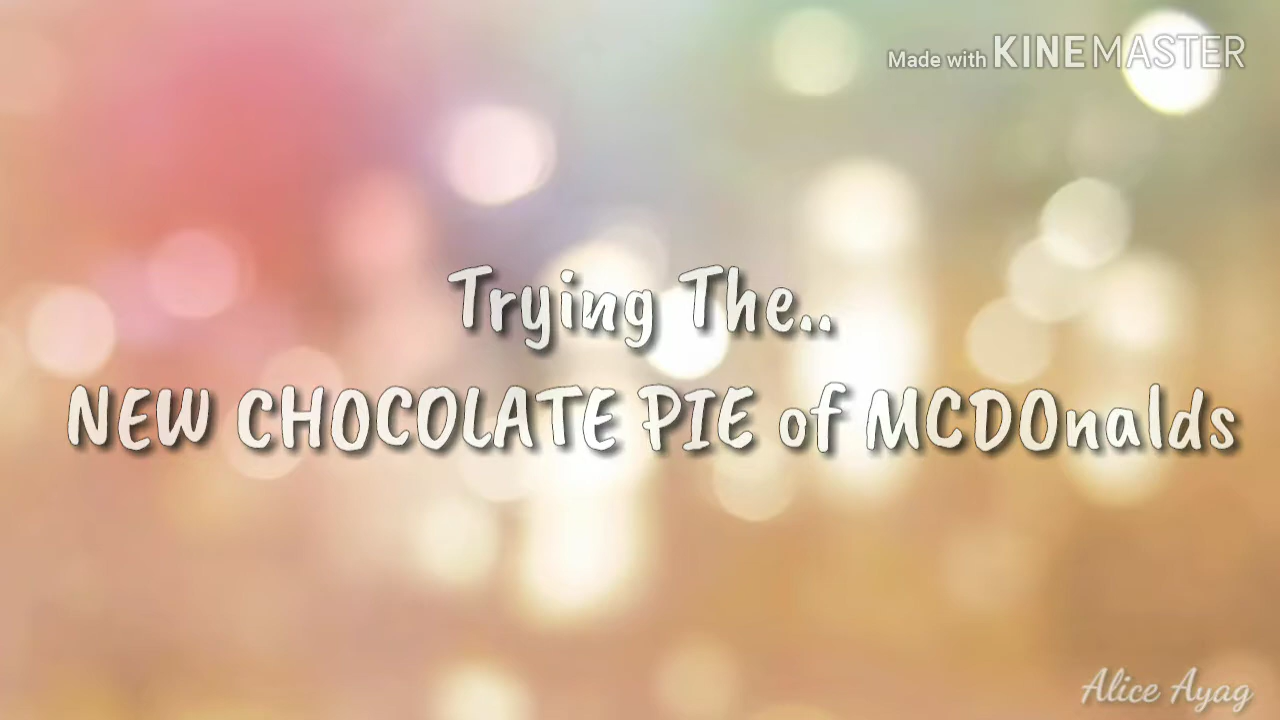 Made with KINEMASTER
Trying The..
NEW CHOCOLATE PIE of MCDOnalds
Alice Ayag